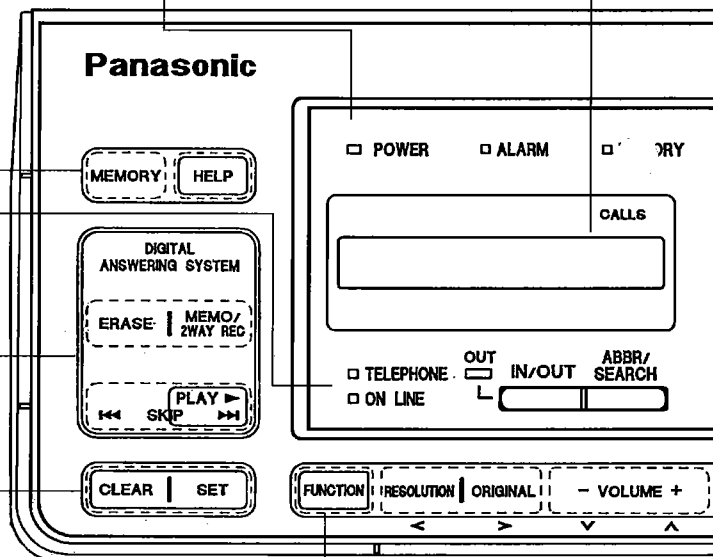 Panasonic
POWER ALARM
MEMORY HELP
CALLS
DIGITAL
ANSWERING SYSTEM
ERASE MEMO/
2WAY REC
PLAY ►
|◄◄ SKIP ►►|
TELEPHONE OUT IN/OUT ABBR/
SEARCH
ON LINE
CLEAR SET
FUNCTION RESOLUTION ORIGINAL - VOLUME +
< > ∨ ∧